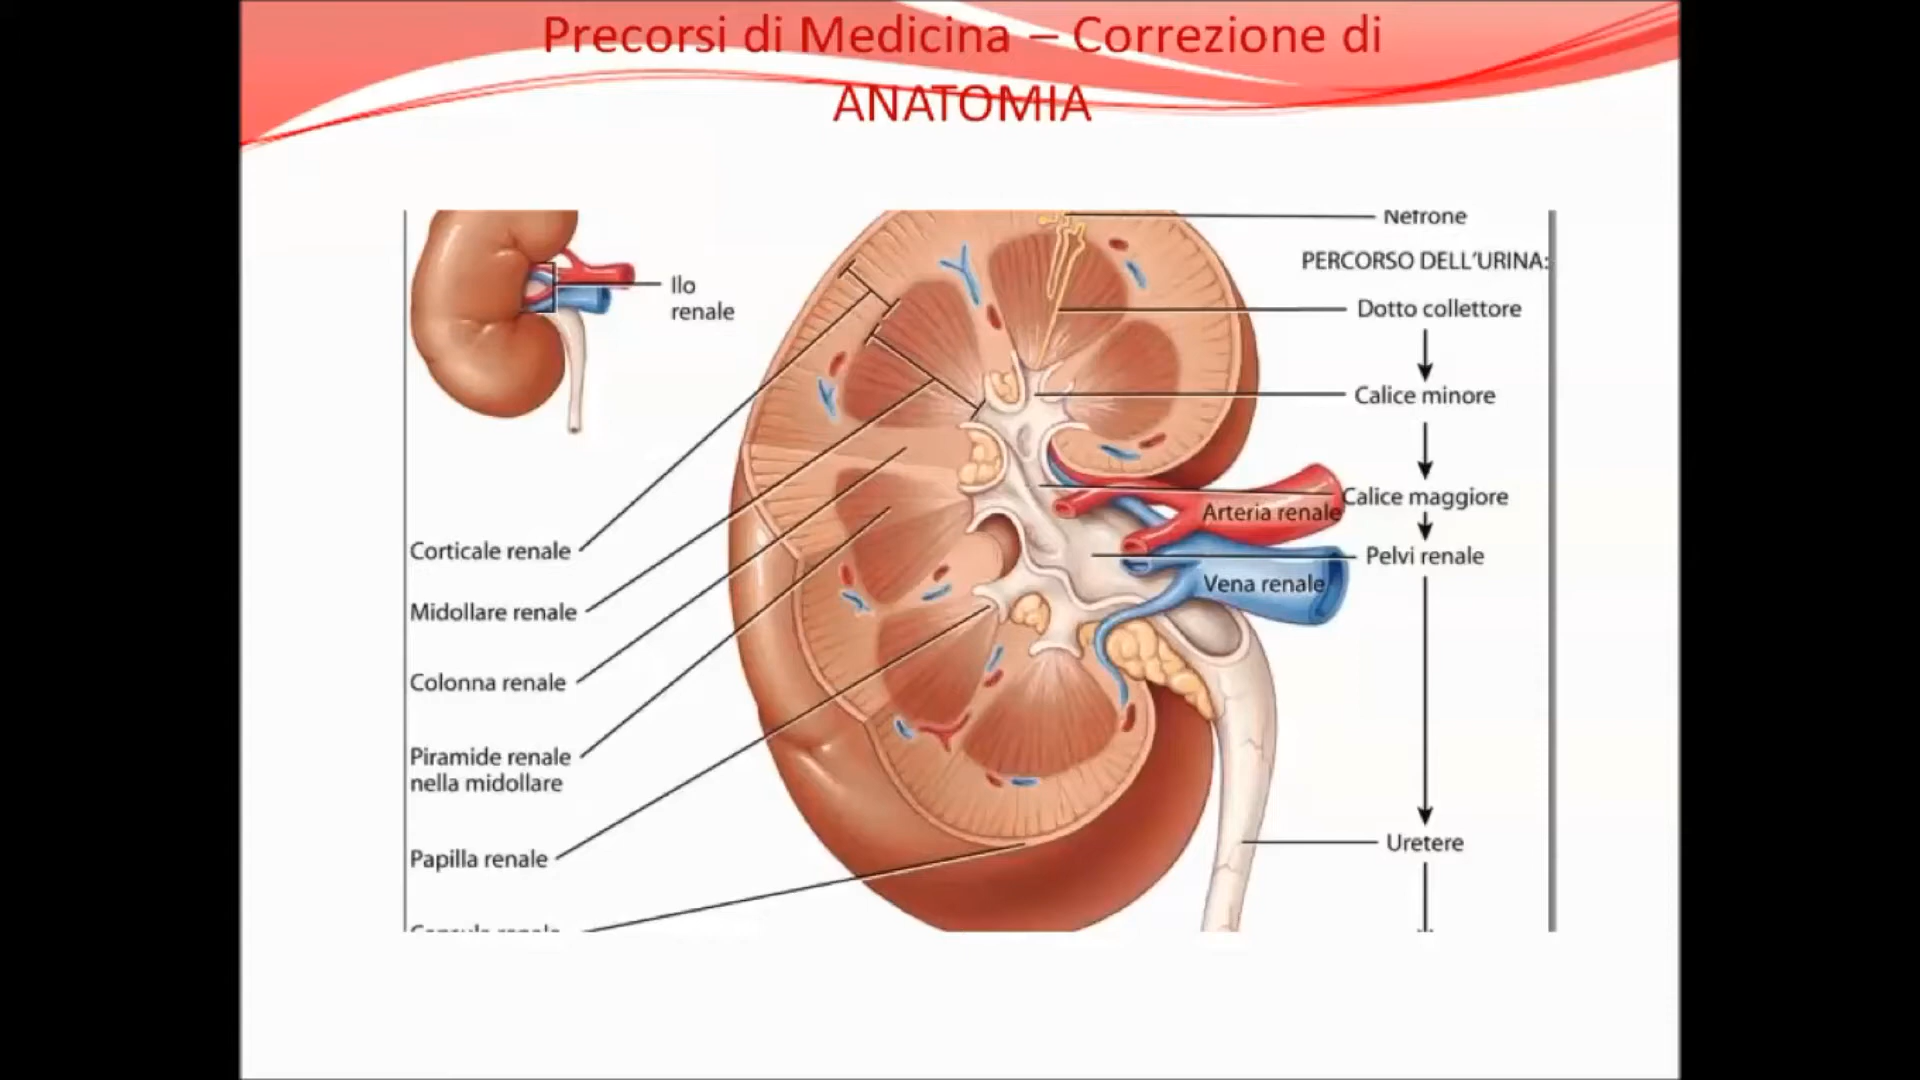 Precorsi di Medicina – Correzione di
ANATOMIA
Nefrone
PERCORSO DELL'URINA:
Ilo
renale
Dotto collettore
Calice minore
Calice maggiore
Arteria renale
Pelvi renale
Vena renale
Corticale renale
Midollare renale
Colonna renale
Piramide renale
nella midollare
Papilla renale
Uretere